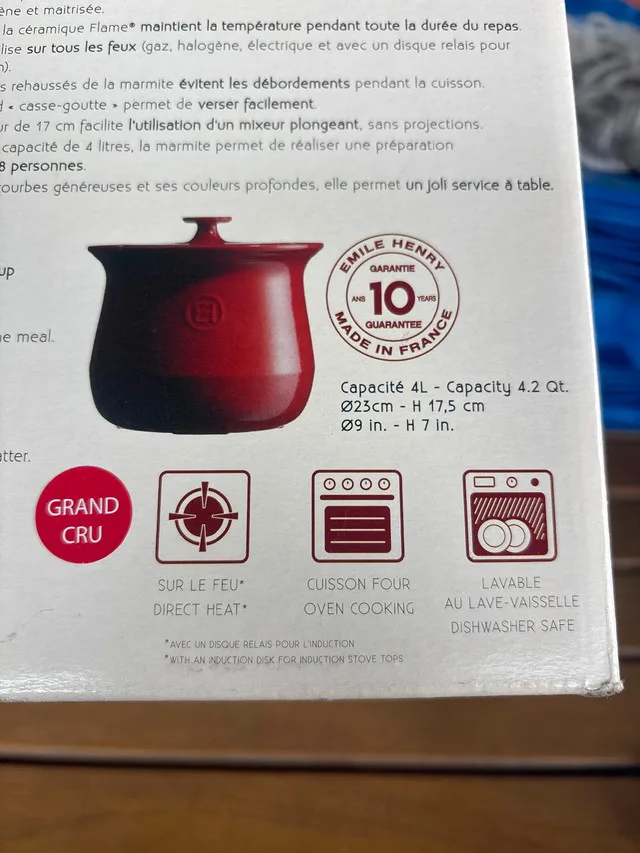 ène et maitrisée.
la céramique Flame® maintient la température pendant toute la durée du repas.
lise sur tous les feux (gaz, halogène, électrique et avec un disque relais pour
n).
s rehaussés de la marmite évitent les débordements pendant la cuisson.
d « casse-goutte » permet de verser facilement.
ur de 17 cm facilite l'utilisation d'un mixeur plongeant, sans projections.
capacité de 4 litres, la marmite permet de réaliser une préparation
8 personnes.
ourbes généreuses et ses couleurs profondes, elle permet un joli service à table.
up
e meal.
atter.
EMILE HENRY
GARANTIE
ANS 10 YEARS
GUARANTEE
MADE IN FRANCE
Capacité 4L - Capacity 4.2 Qt.
Ø23cm - H 17,5 cm
Ø9 in. - H 7 in.
GRAND
CRU
SUR LE FEU*
DIRECT HEAT*
CUISSON FOUR
OVEN COOKING
LAVABLE
AU LAVE-VAISSELLE
DISHWASHER SAFE
*AVEC UN DISQUE RELAIS POUR L'INDUCTION
*WITH AN INDUCTION DISK FOR INDUCTION STOVE TOPS